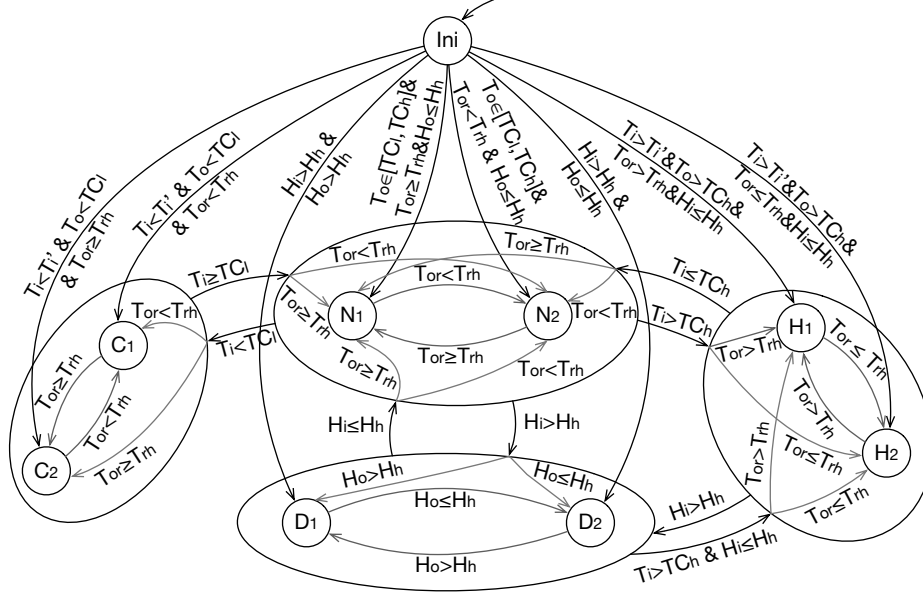 Ini
Ti<Ti' & To<TCl
& Tor≥Trh
Ti<Ti' & To<TCl
& Tor<Trh
Hi>Hh &
Ho>Hh
To∈[TCl, TCh]&
Tor≥Trh&Ho≤Hh
To∈[TCl,TCh]&
Tor<Trh & Ho≤Hh
Hi>Hh &
Ho≤Hh
Ti>Ti'&To>TCh&
Tor>Trh&Hi≤Hh
Ti>Ti'&To>TCh&
Tor≤Trh&Hi≤Hh
Ti≥TCl
Tor<Trh
Tor≥Trh
Ti≤TCh
Tor<Trh
Tor<Trh
C1
Tor≥Trh
N1
N2
Tor<Trh
Ti>TCh
H1
Ti<TCl
Tor≥Trh
Tor>Trh
Tor≤Trh
Tor≥Trh
Tor<Trh
Tor≥Trh
Tor<Trh
Tor>Trh
C2
Tor≥Trh
Hi≤Hh
Hi>Hh
Tor>Trh
Tor≤Trh
H2
Ho>Hh
Ho≤Hh
Ho≤Hh
Hi>Hh
Tor≤Trh
D1
D2
Ho>Hh
Ti>TCh & Hi≤Hh